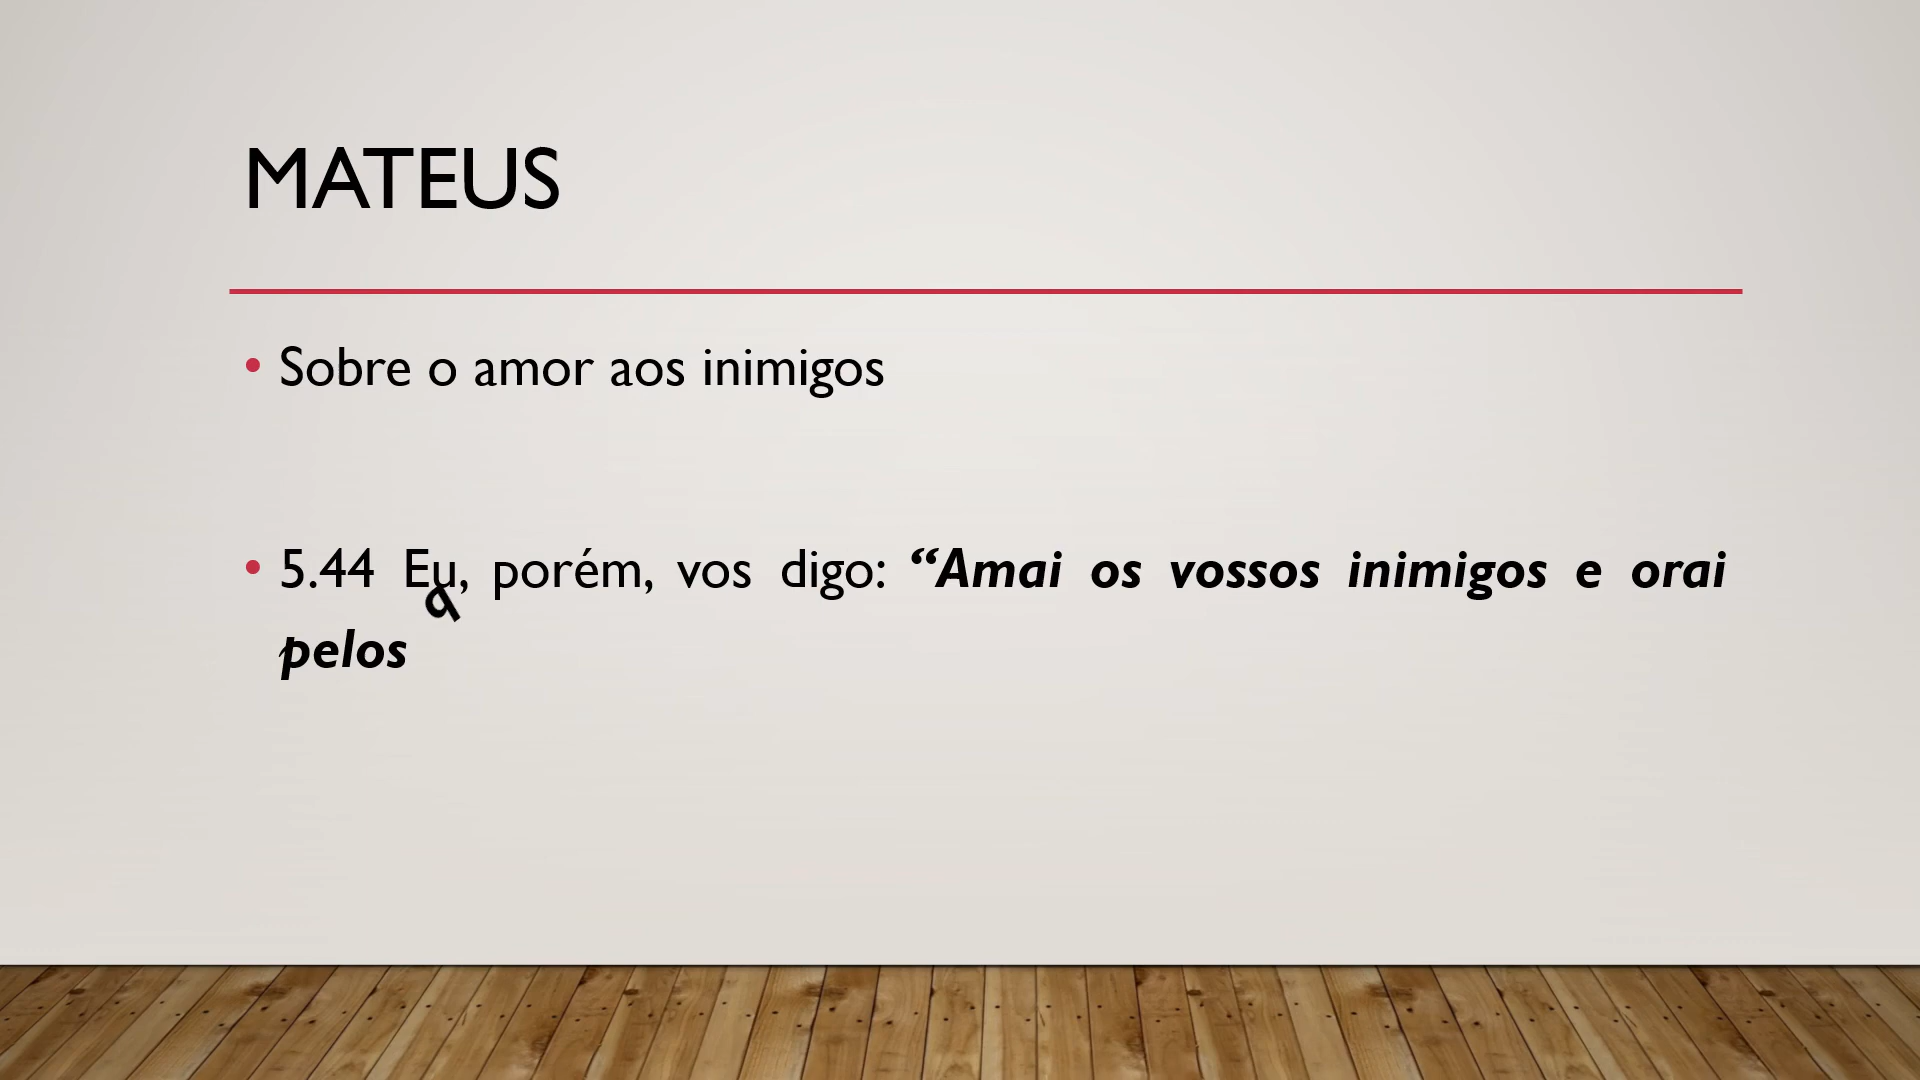 MATEUS
• Sobre o amor aos inimigos
• 5.44 Eu, porém, vos digo: “Amai os vossos inimigos e orai
pelos
q